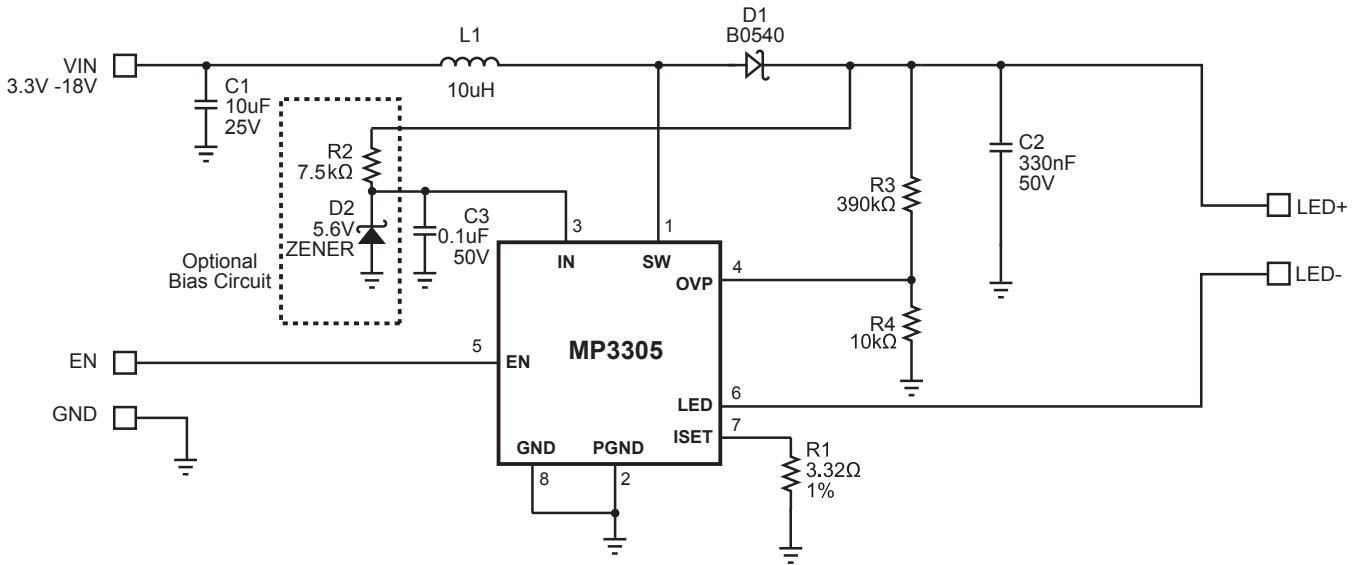 VIN
3.3V -18V
C1
10uF
25V
L1
10uH
D1
B0540
R2
7.5kΩ
D2
5.6V
ZENER
Optional
Bias Circuit
C3
0.1uF
50V
3
1
IN
SW
OVP
4
R3
390kΩ
C2
330nF
50V
LED+
LED-
R4
10kΩ
MP3305
EN
5
EN
GND
LED
6
ISET
7
GND
PGND
8
2
R1
3.32Ω
1%